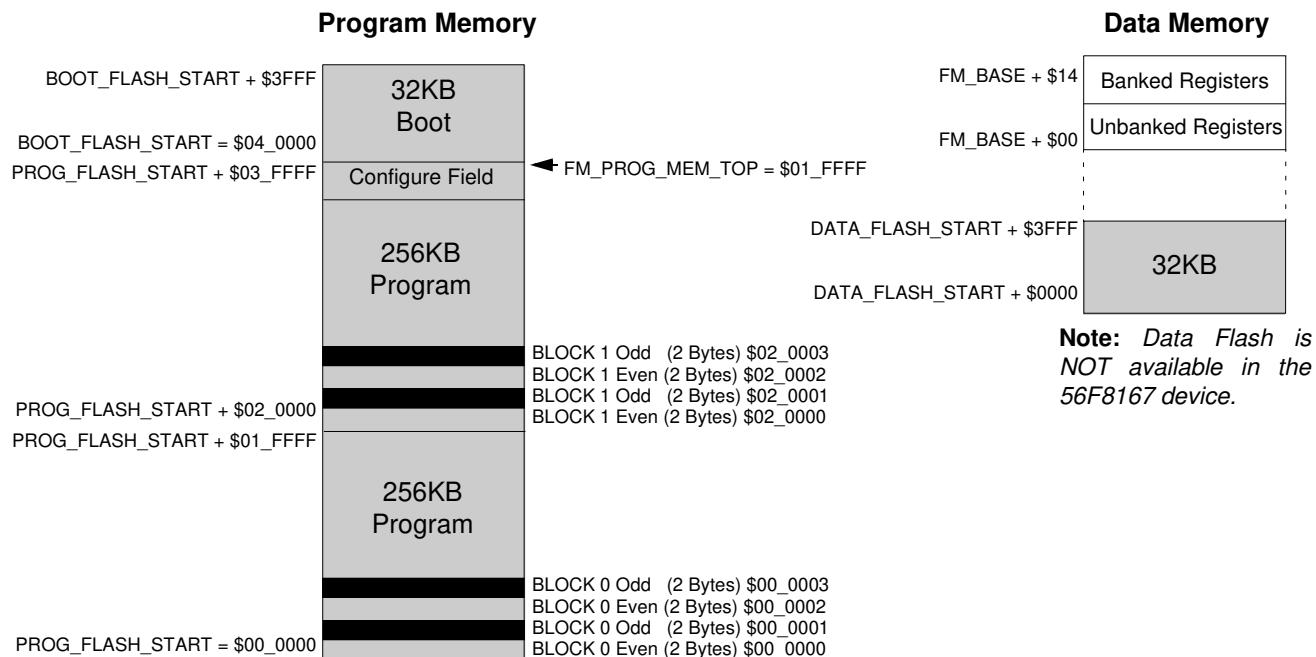 Program Memory
BOOT_FLASH_START + $3FFF
32KB
Boot
BOOT_FLASH_START = $04_0000
PROG_FLASH_START + $03_FFFF
Configure Field
FM_PROG_MEM_TOP = $01_FFFF
256KB
Program
BLOCK 1 Odd (2 Bytes) $02_0003
BLOCK 1 Even (2 Bytes) $02_0002
BLOCK 1 Odd (2 Bytes) $02_0001
PROG_FLASH_START + $02_0000
BLOCK 1 Even (2 Bytes) $02_0000
PROG_FLASH_START + $01_FFFF
256KB
Program
BLOCK 0 Odd (2 Bytes) $00_0003
BLOCK 0 Even (2 Bytes) $00_0002
BLOCK 0 Odd (2 Bytes) $00_0001
PROG_FLASH_START = $00_0000
BLOCK 0 Even (2 Bytes) $00_0000
Data Memory
FM_BASE + $14
Banked Registers
Unbanked Registers
FM_BASE + $00
DATA_FLASH_START + $3FFF
32KB
DATA_FLASH_START + $0000
Note: Data Flash is
NOT available in the
56F8167 device.